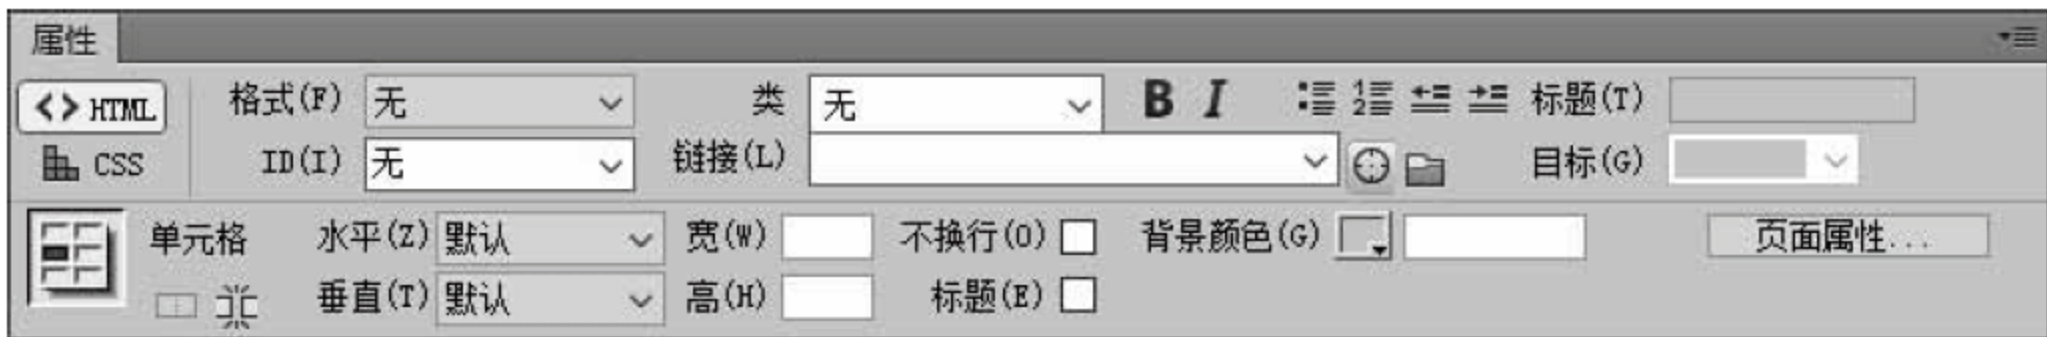 属性
<> HTML 格式(F) 无 类 无 B I 标题(T)
CSS ID(I) 无 链接(L) 目标(G)
单元格 水平(Z) 默认 宽(W) 不换行(O) 背景颜色(G) 页面属性...
垂直(T) 默认 高(H) 标题(E)